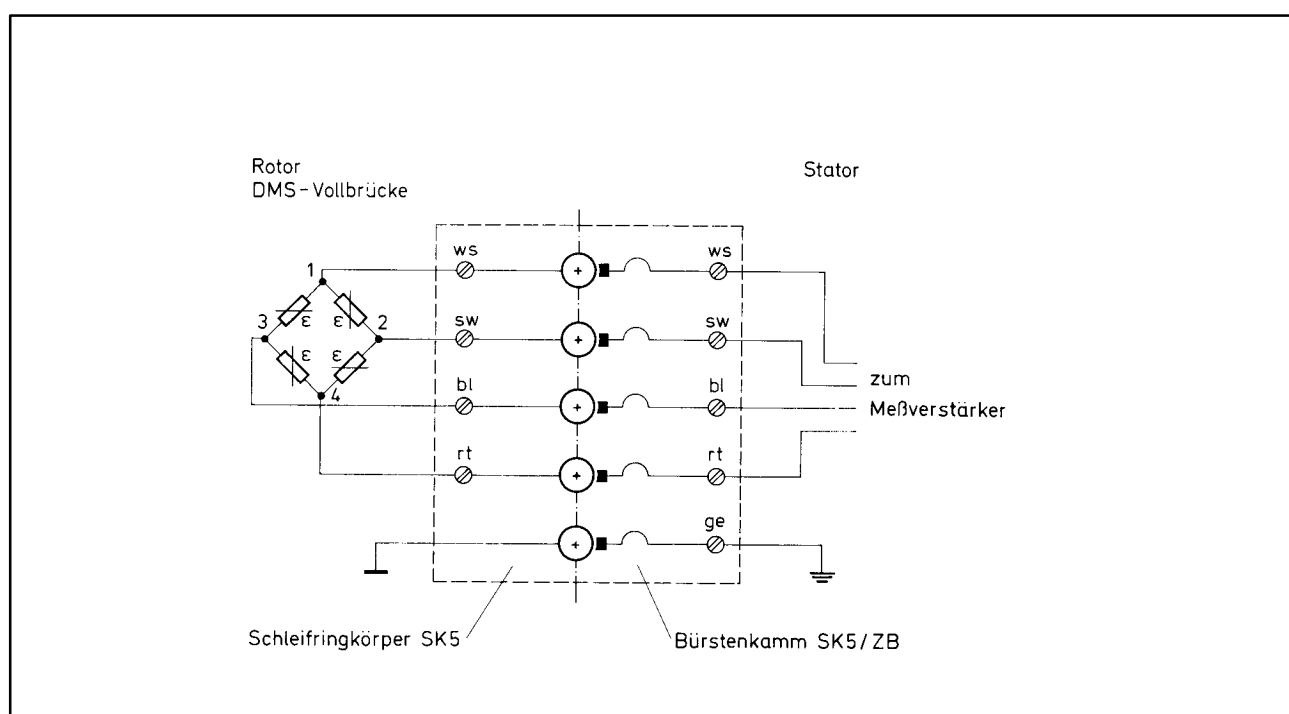 Rotor
DMS-Vollbrücke
Stator
ws
ws
1
3
ε
ε
2
sw
sw
ε
ε
4
bl
bl
zum
Meßverstärker
rt
rt
ge
Schleifringkörper SK5
Bürstenkamm SK5/ZB